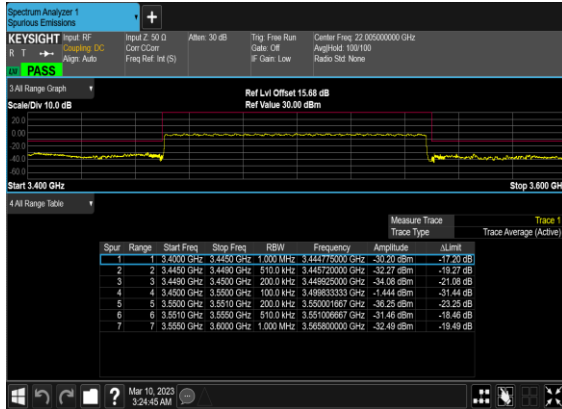 Spectrum Analyzer 1
Spurious Emissions
+
KEYSIGHT Input: RF Input Z: 50 Ω Atten: 30 dB Trig: Free Run Center Freq: 22.005000000 GHz
R T Coupling: DC Corr CCorr Gate: Off Avg|Hold: 100/100
Align: Auto Freq Ref: Int (S) IF Gain: Low Radio Std: None
PASS
3 All Range Graph
Ref Lvl Offset 15.68 dB
Scale/Div 10.0 dB Ref Value 30.00 dBm
20.0
0.00
-20.0
-40.0
-60.0
Start 3.400 GHz Stop 3.600 GH
4 All Range Table
Measure Trace Trace 1
Trace Type Trace Average (Active)
Spur Range Start Freq Stop Freq RBW Frequency Amplitude ΔLimit
1 1 3.4000 GHz 3.4450 GHz 1.000 MHz 3.444775000 GHz -30.20 dBm -17.20 dB
2 2 3.4450 GHz 3.4490 GHz 510.0 kHz 3.445720000 GHz -32.27 dBm -19.27 dB
3 3 3.4490 GHz 3.4500 GHz 200.0 kHz 3.449925000 GHz -34.08 dBm -21.08 dB
4 4 3.4500 GHz 3.5500 GHz 100.0 kHz 3.499833333 GHz -1.444 dBm -31.44 dB
5 5 3.5500 GHz 3.5510 GHz 200.0 kHz 3.550001667 GHz -36.25 dBm -23.25 dB
6 6 3.5510 GHz 3.5550 GHz 510.0 kHz 3.551006667 GHz -31.46 dBm -18.46 dB
7 7 3.5550 GHz 3.6000 GHz 1.000 MHz 3.565800000 GHz -32.49 dBm -19.49 dB
?
Mar 10, 2023
3:24:45 AM